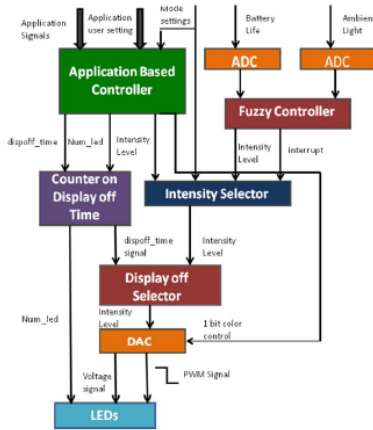 Application
Signals
Application
user setting
Mode
settings
Battery
Life
Ambien
Light
ADC
ADC
Application Based
Controller
Fuzzy Controller
dispoff_time
Num_led
Intensity
Level
Intensity
Level
interrupt
Counter on
Display off
Time
Intensity Selector
dispoff_time
signal
Intensity
Level
Display off
Selector
Num_led
Intensity
Level
1 bit color
control
DAC
Voltage
signal
PWM Signal
LEDs